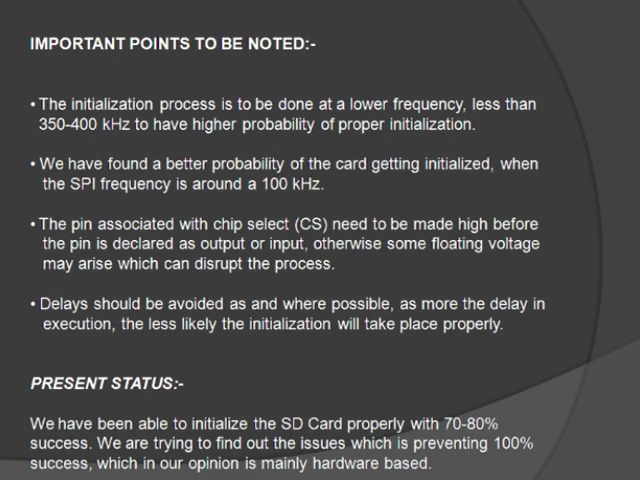 IMPORTANT POINTS TO BE NOTED:-
• The initialization process is to be done at a lower frequency, less than
350-400 kHz to have higher probability of proper initialization.
• We have found a better probability of the card getting initialized, when
the SPI frequency is around a 100 kHz.
• The pin associated with chip select (CS) need to be made high before
the pin is declared as output or input, otherwise some floating voltage
may arise which can disrupt the process.
• Delays should be avoided as and where possible, as more the delay in
execution, the less likely the initialization will take place properly.
PRESENT STATUS:-
We have been able to initialize the SD Card properly with 70-80%
success. We are trying to find out the issues which is preventing 100%
success, which in our opinion is mainly hardware based.